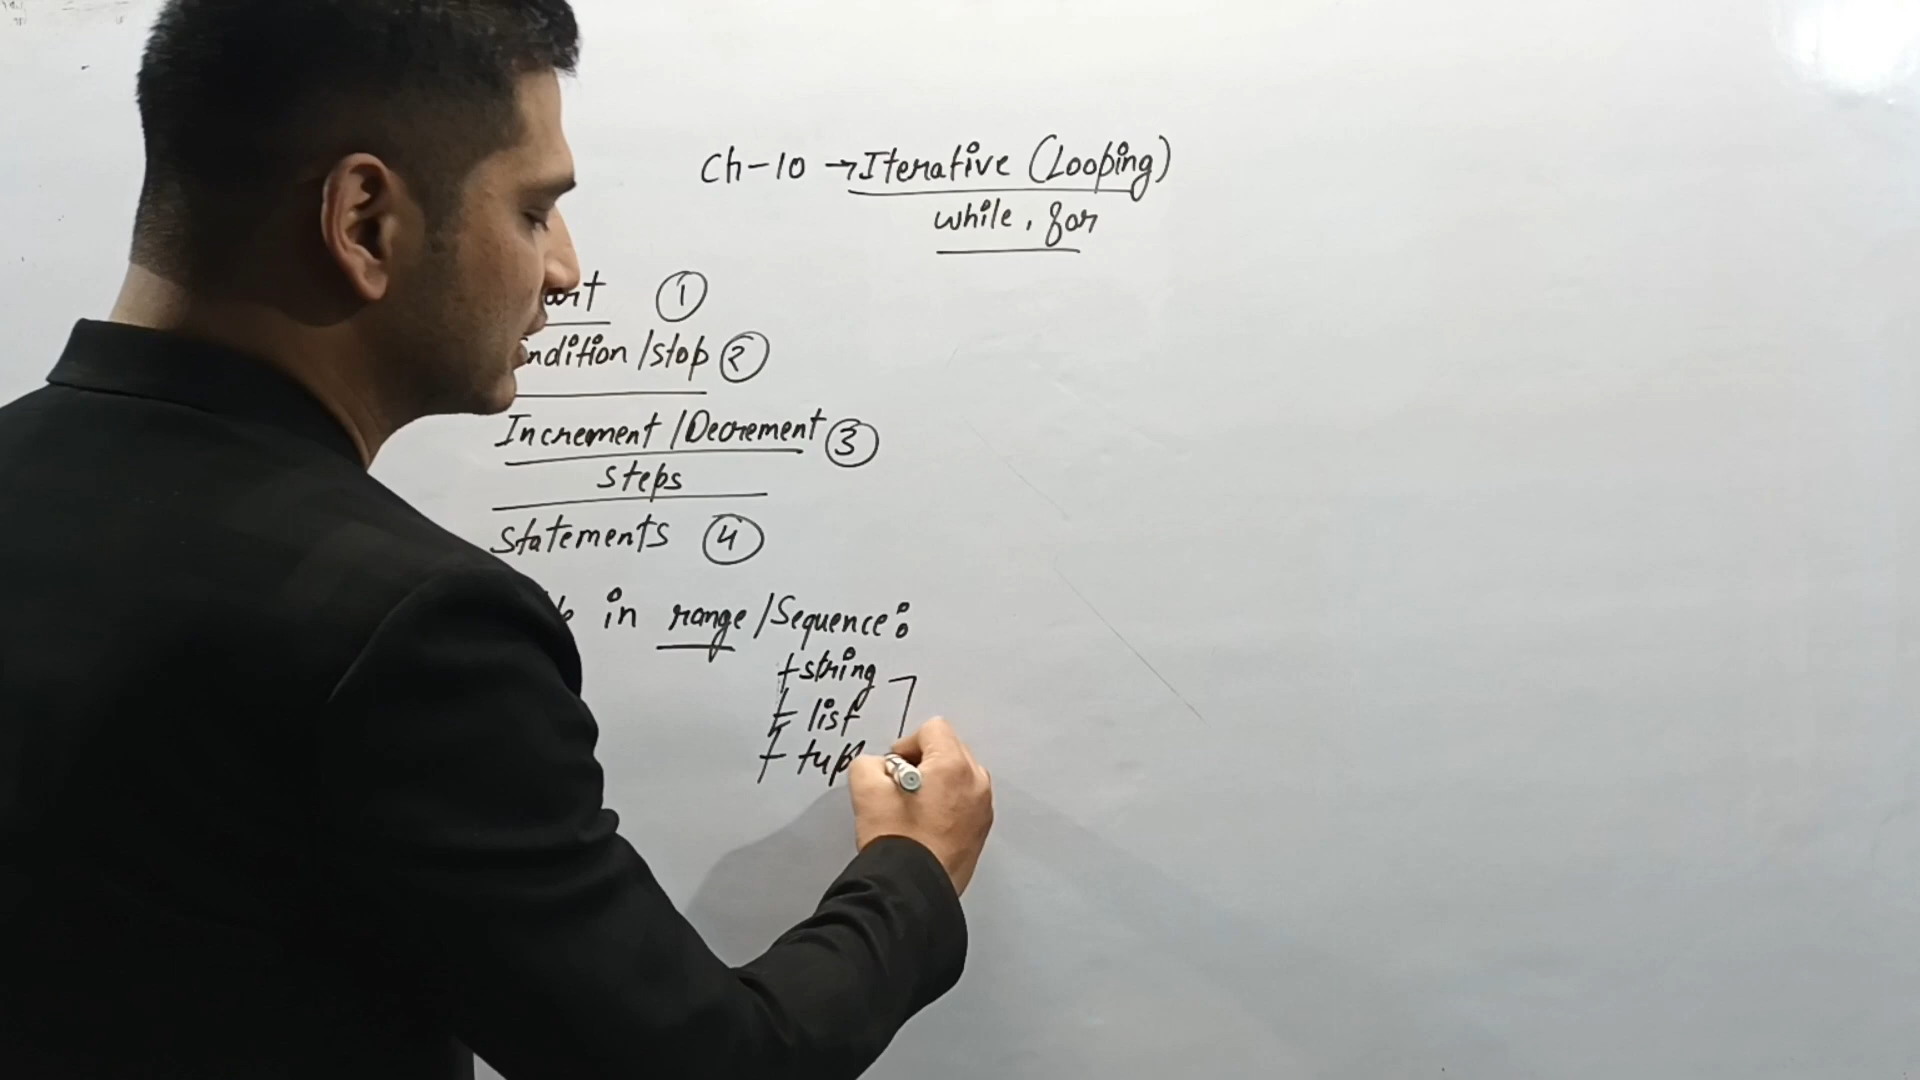 Ch-10 → Iterative (Looping)
while, for
①
/stop ②
Increment/Decrement ③
Steps
Statements ④
in range/Sequence:
string
list